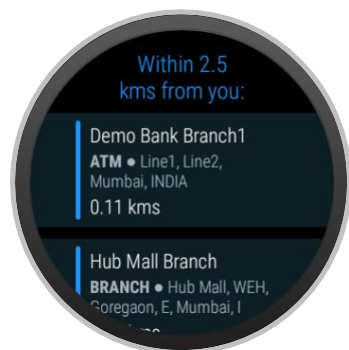 Within 2.5
kms from you:
Demo Bank Branch1
ATM ● Line1, Line2,
Mumbai, INDIA
0.11 kms
Hub Mall Branch
BRANCH ● Hub Mall, WEH,
Goregaon, E, Mumbai, I